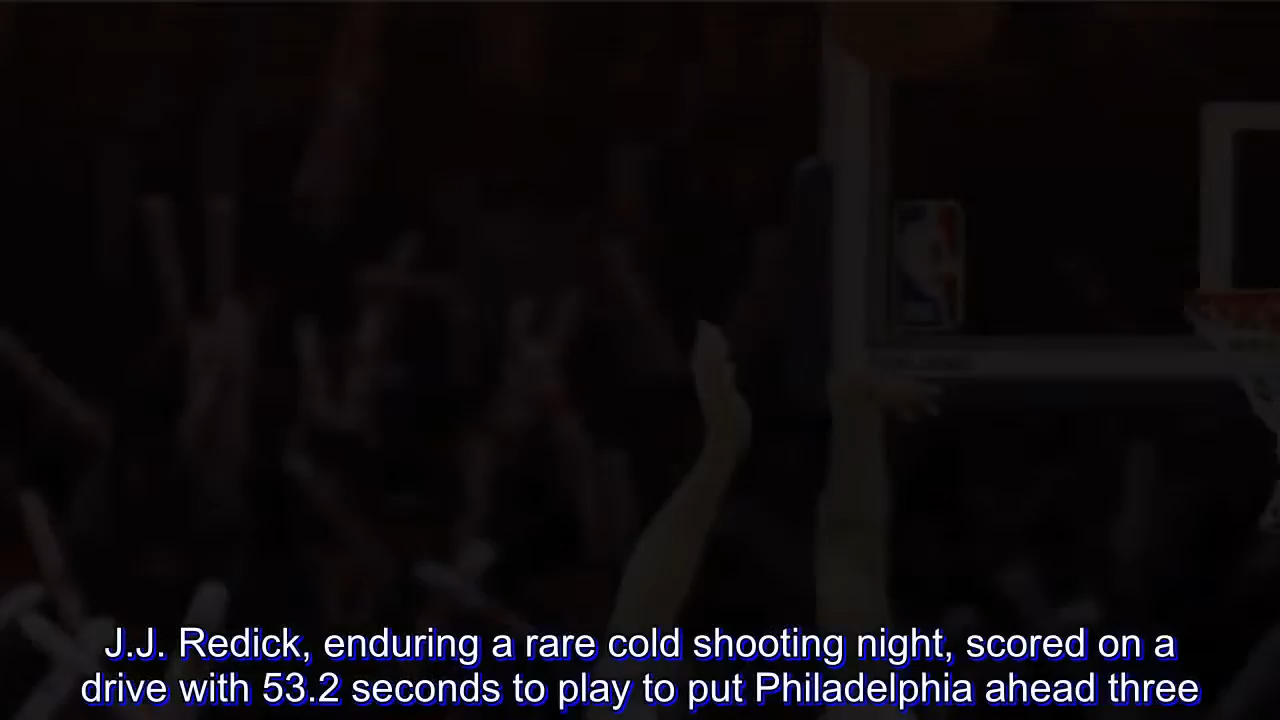 J.J. Redick, enduring a rare cold shooting night, scored on a
drive with 53.2 seconds to play to put Philadelphia ahead three